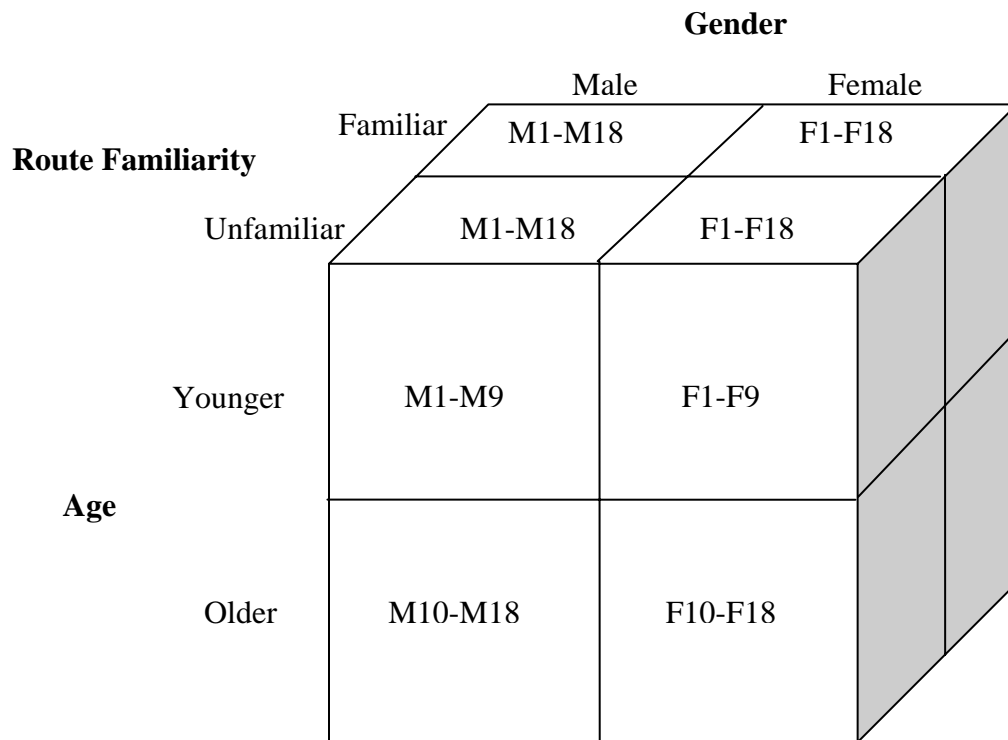 Gender
Male Female
Familiar M1-M18 F1-F18
Route Familiarity
Unfamiliar M1-M18 F1-F18
Younger M1-M9 F1-F9
Age
Older M10-M18 F10-F18